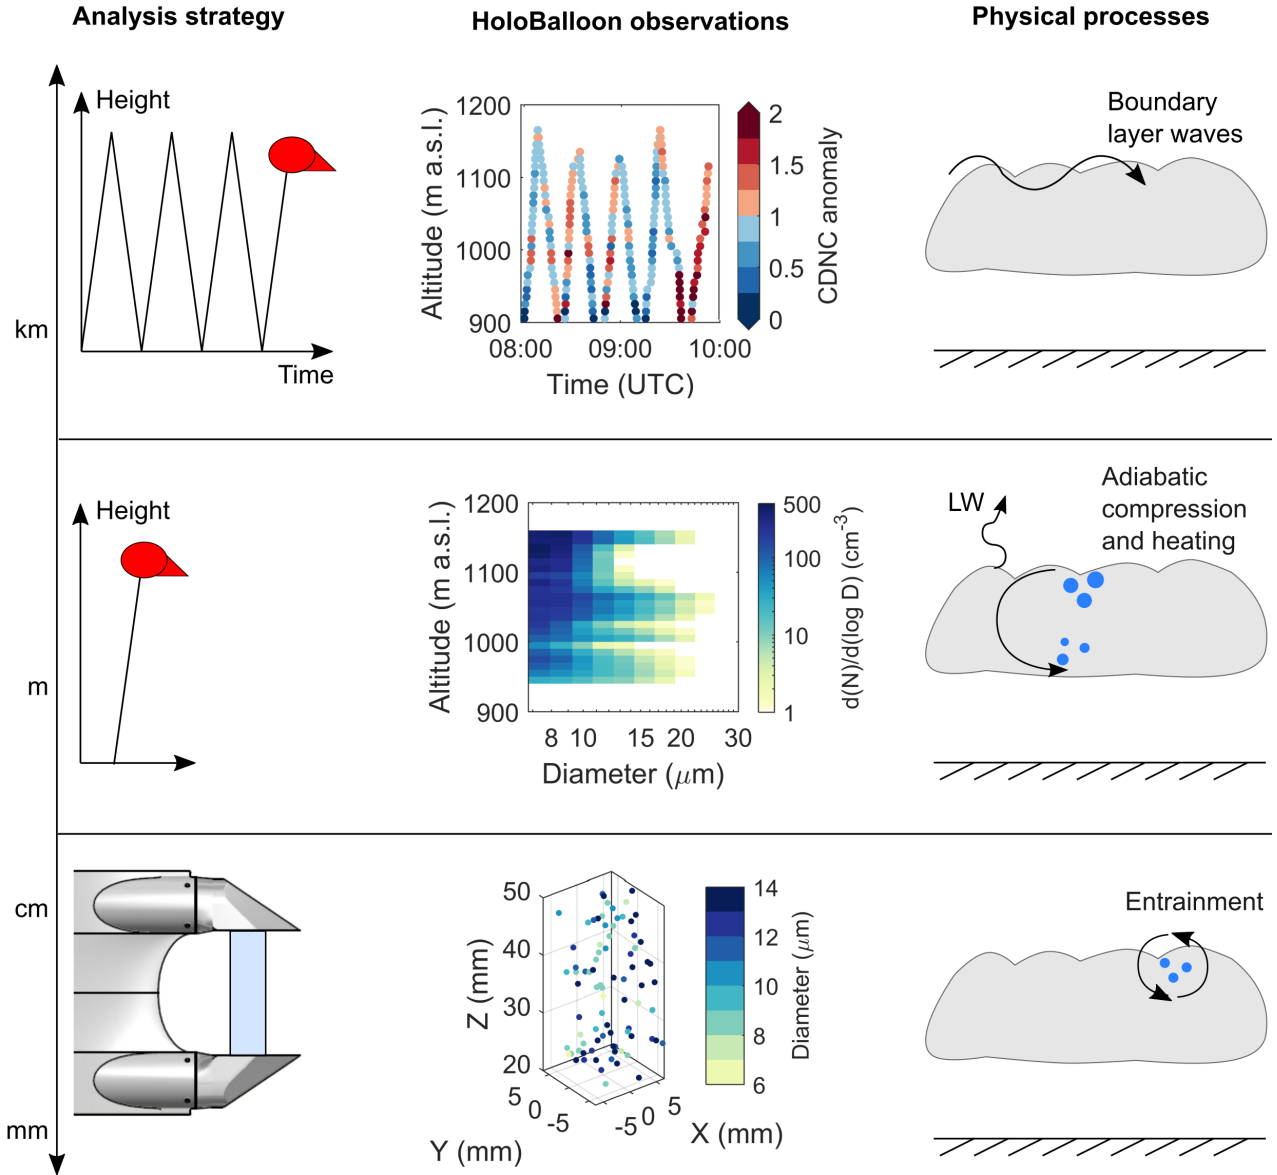 Analysis strategy
HoloBalloon observations
Physical processes
km
Height
Time
Altitude (m a.s.l.)
1200
1100
1000
900
08:00 09:00 10:00
Time (UTC)
2
1.5
1
0.5
0
CDNC anomaly
Boundary
layer waves
m
Height
Altitude (m a.s.l.)
1200
1100
1000
900
8 10 15 20 30
Diameter (μm)
500
100
10
1
d(N)/d(log D) (cm-3)
LW
Adiabatic
compression
and heating
cm
mm
Z (mm)
50
40
30
20
5 0 -5
Y (mm)
-5 0 5
X (mm)
14
12
10
8
6
Diameter (μm)
Entrainment